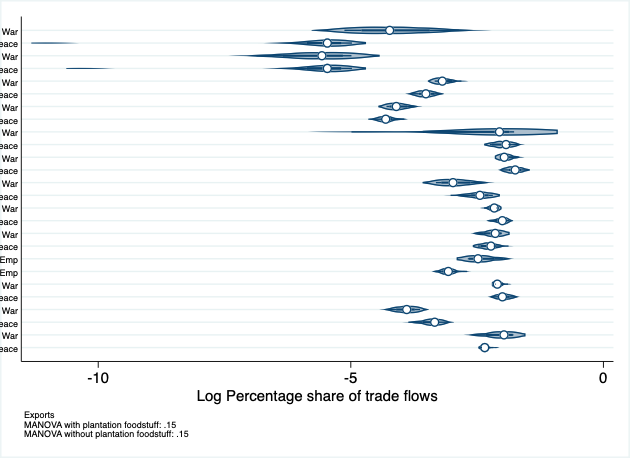 War
eace
War
eace
War
eace
War
eace
War
eace
War
eace
War
eace
War
eace
War
eace
Emp
Emp
War
eace
War
eace
War
eace
-10 -5 0
Log Percentage share of trade flows
Exports
MANOVA with plantation foodstuff: .15
MANOVA without plantation foodstuff: .15